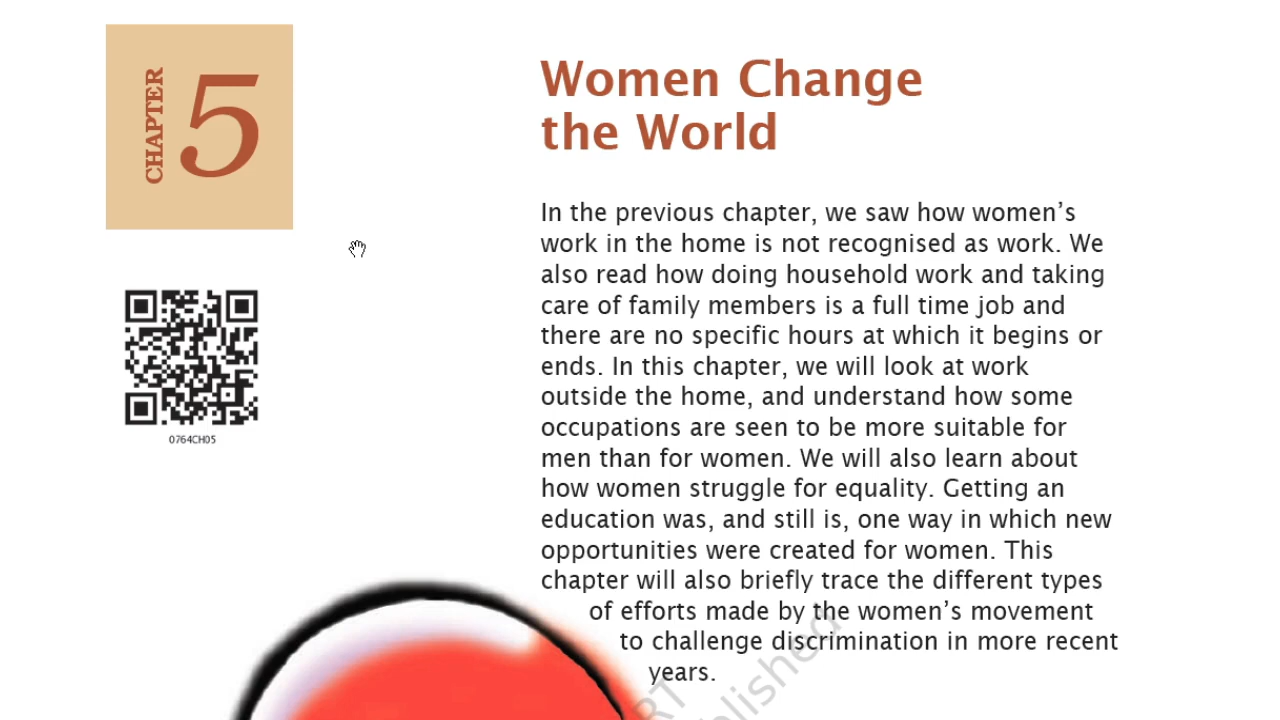 CHAPTER
5
Women Change
the World
In the previous chapter, we saw how women’s
work in the home is not recognised as work. We
also read how doing household work and taking
care of family members is a full time job and
there are no specific hours at which it begins or
ends. In this chapter, we will look at work
outside the home, and understand how some
occupations are seen to be more suitable for
men than for women. We will also learn about
how women struggle for equality. Getting an
education was, and still is, one way in which new
opportunities were created for women. This
chapter will also briefly trace the different types
of efforts made by the women’s movement
to challenge discrimination in more recent
years.
0764CH05